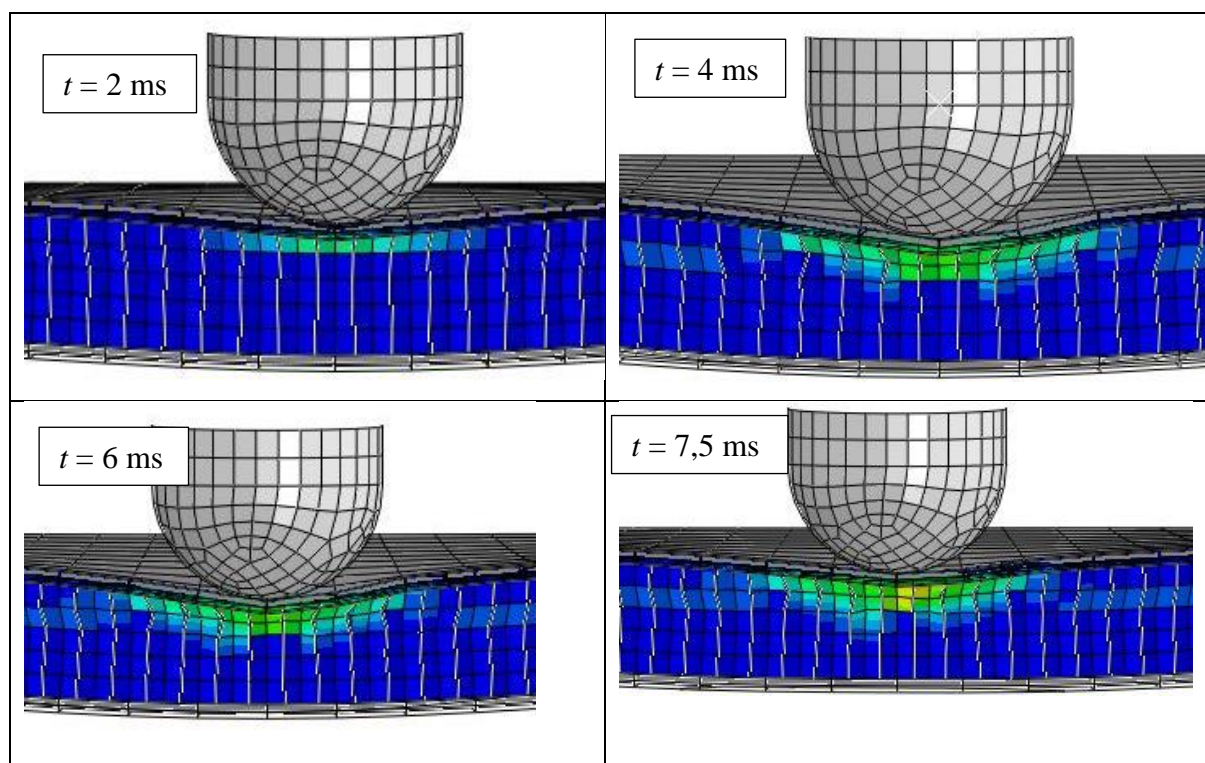 t = 2 ms
t = 4 ms
t = 6 ms
t = 7,5 ms